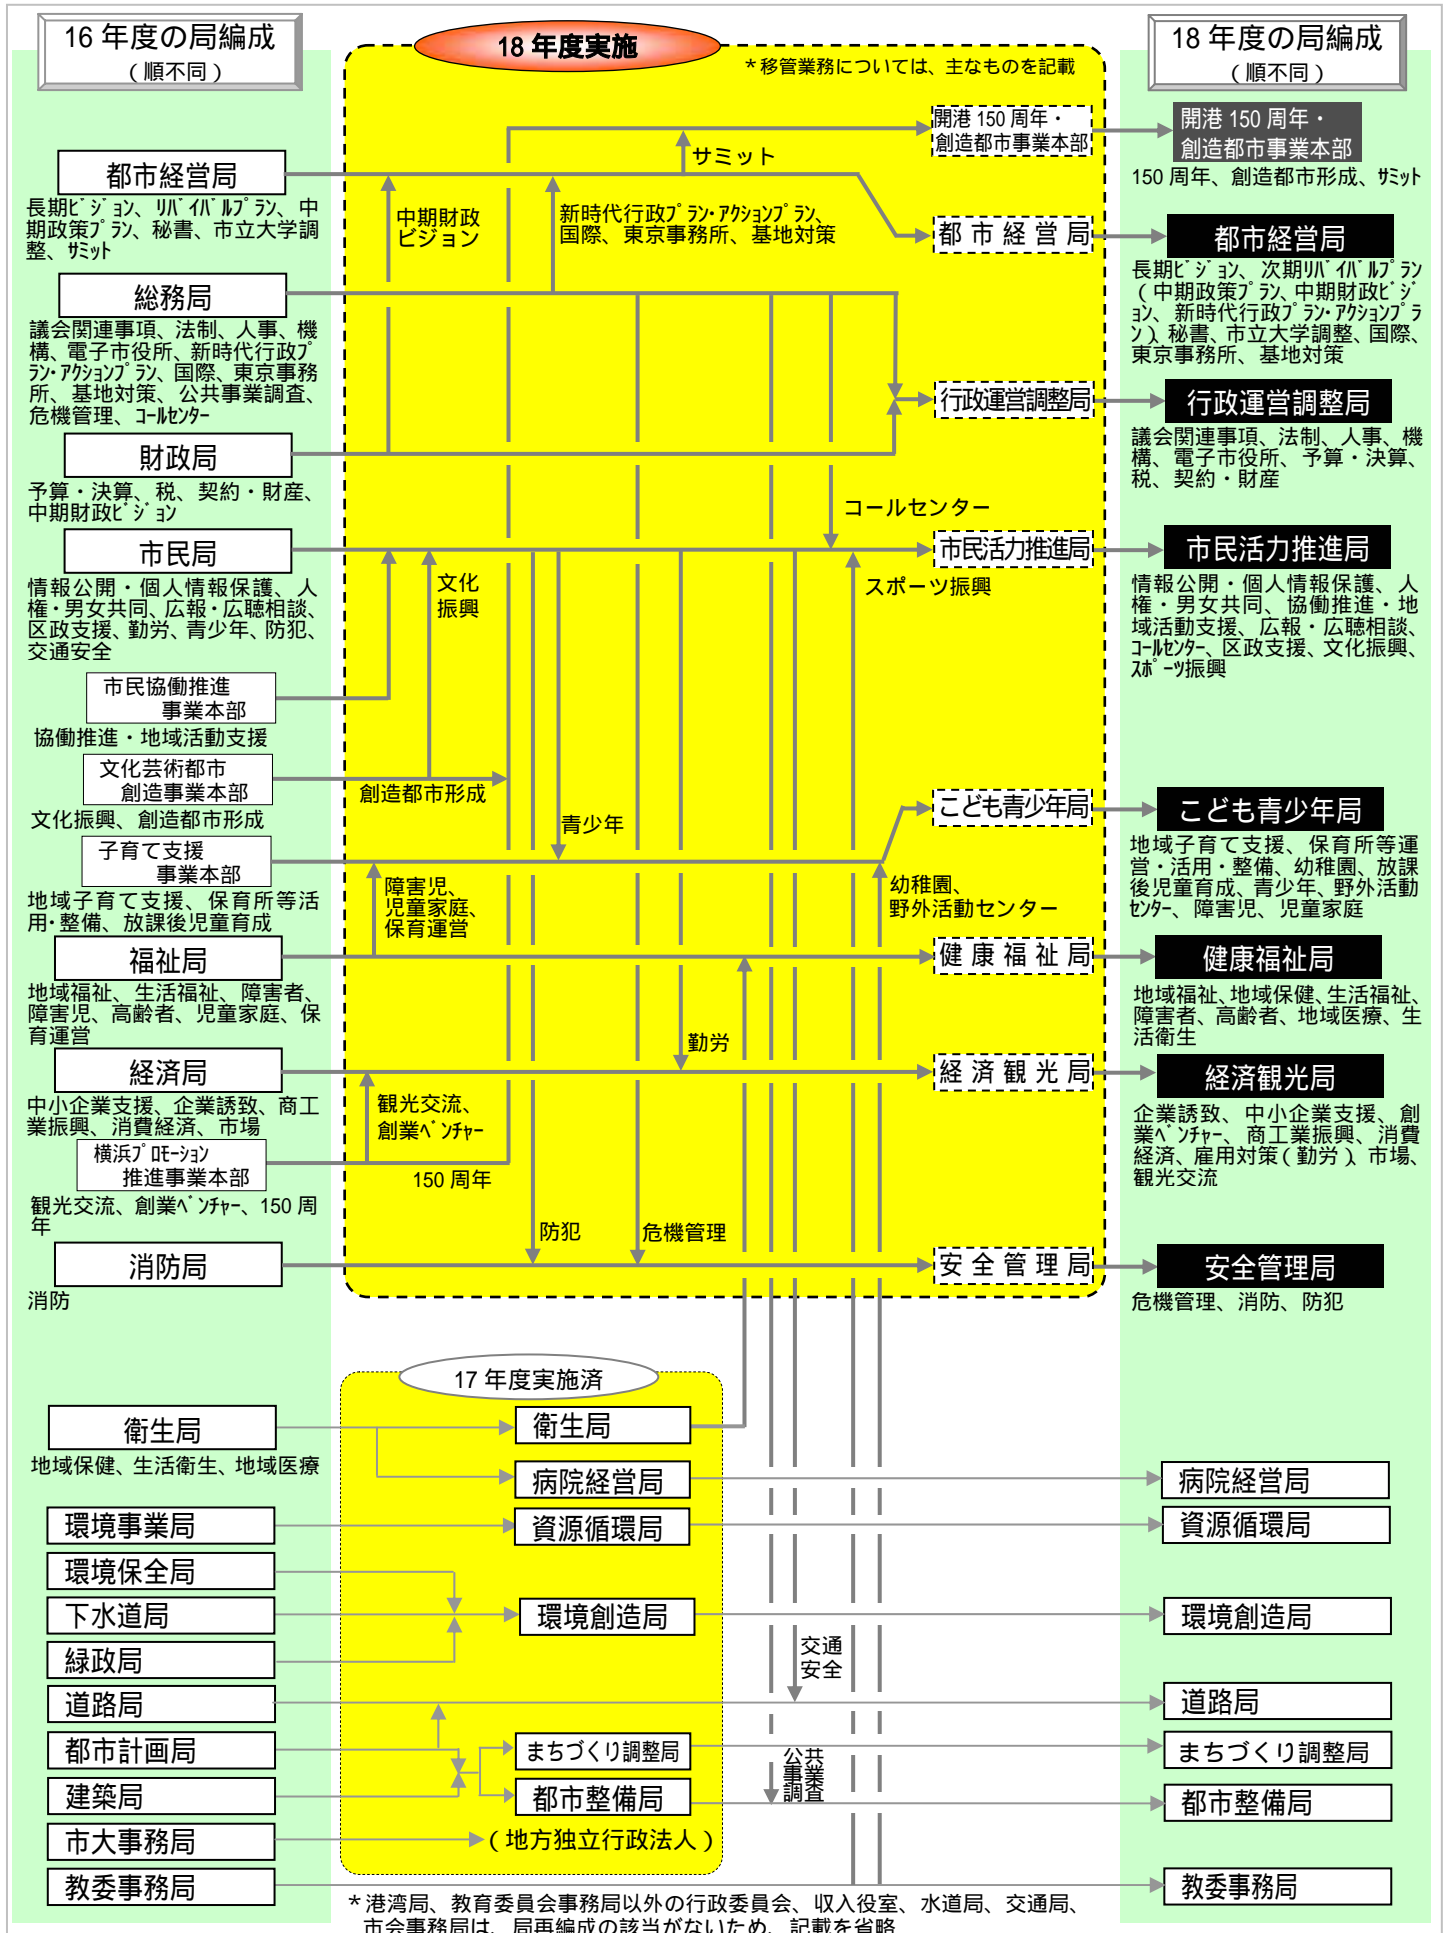 16 年度の局編成
（順不同）
18 年度実施
18 年度の局編成
（順不同）
＊移管業務については、主なものを記載
都市経営局
長期ビジョン、リバイバルプラン、中
期政策プラン、秘書、市立大学調
整、サミット
総務局
議会関連事項、法制、人事、機
構、電子市役所、新時代行政プ
ラン・アクションプラン、国際、東京事務
所、基地対策、公共事業調査、
危機管理、コールセンター
財政局
予算・決算、税、契約・財産、
中期財政ビジョン
市民局
情報公開・個人情報保護、人
権・男女共同、広報・広聴相談、
区政支援、勤労、青少年、防犯、
交通安全
市民協働推進
事業本部
協働推進・地域活動支援
文化芸術都市
創造事業本部
文化振興、創造都市形成
子育て支援
事業本部
地域子育て支援、保育所等活
用・整備、放課後児童育成
福祉局
地域福祉、生活福祉、障害者、
障害児、高齢者、児童家庭、保
育運営
経済局
中小企業支援、企業誘致、商工
業振興、消費経済、市場
横浜プロモーション
推進事業本部
観光交流、創業ベンチャー、150 周
年
消防局
消防
サミット
中期財政
ビジョン
新時代行政プラン・アクションプラン、
国際、東京事務所、基地対策
コールセンター
文化
振興
スポーツ振興
創造都市形成
青少年
障害児、
児童家庭、
保育運営
幼稚園、
野外活動センター
勤労
観光交流、
創業ベンチャー
150 周年
防犯
危機管理
開港 150 周年・
創造都市事業本部
都市経営局
行政運営調整局
市民活力推進局
こども青少年局
健康福祉局
経済観光局
安全管理局
開港 150 周年・
創造都市事業本部
150 周年、創造都市形成、サミット
都市経営局
長期ビジョン、次期リバイバルプラン
（中期政策プラン、中期財政ビジ
ョン、新時代行政プラン・アクションプラ
ン）、秘書、市立大学調整、国際、
東京事務所、基地対策
行政運営調整局
議会関連事項、法制、人事、機
構、電子市役所、予算・決算、
税、契約・財産
市民活力推進局
情報公開・個人情報保護、人
権・男女共同、協働推進・地
域活動支援、広報・広聴相談、
コールセンター、区政支援、文化振興、
スポーツ振興
こども青少年局
地域子育て支援、保育所等運
営・活用・整備、幼稚園、放課
後児童育成、青少年、野外活動
センター、障害児、児童家庭
健康福祉局
地域福祉、地域保健、生活福祉、
障害者、高齢者、地域医療、生
活衛生
経済観光局
企業誘致、中小企業支援、創
業ベンチャー、商工業振興、消費
経済、雇用対策（勤労）、市場、
観光交流
安全管理局
危機管理、消防、防犯
17 年度実施済
衛生局
地域保健、生活衛生、地域医療
環境事業局
環境保全局
下水道局
緑政局
道路局
都市計画局
建築局
市大事務局
教委事務局
衛生局
病院経営局
資源循環局
環境創造局
まちづくり調整局
都市整備局
（地方独立行政法人）
交通
安全
公共
事業
調査
病院経営局
資源循環局
環境創造局
道路局
まちづくり調整局
都市整備局
教委事務局
＊港湾局、教育委員会事務局以外の行政委員会、収入役室、水道局、交通局、
市会事務局は、局再編成の該当がないため、記載を省略